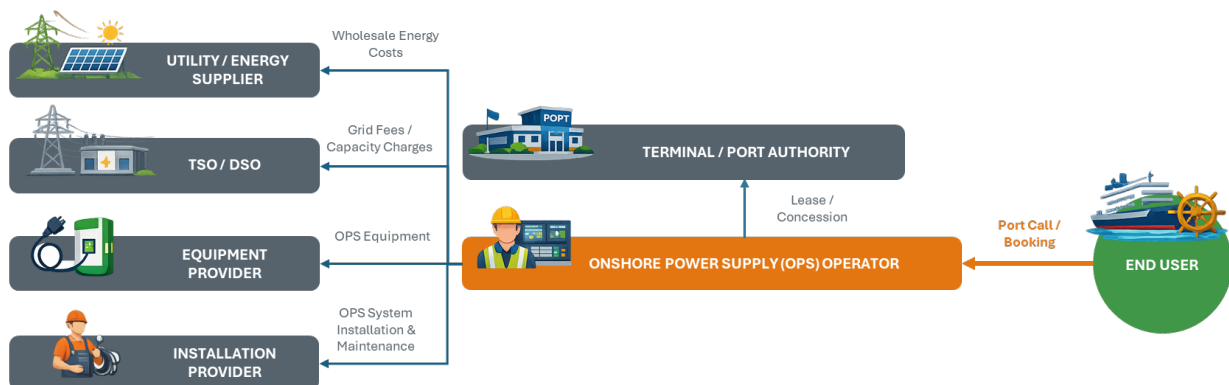 Wholesale Energy
Costs
UTILITY / ENERGY
SUPPLIER
Grid Fees /
Capacity Charges
TSO / DSO
POPT
TERMINAL / PORT AUTHORITY
Lease /
Concession
OPS Equipment
EQUIPMENT
PROVIDER
ONSHORE POWER SUPPLY (OPS) OPERATOR
Port Call /
Booking
END USER
OPS System
Installation &
Maintenance
INSTALLATION
PROVIDER